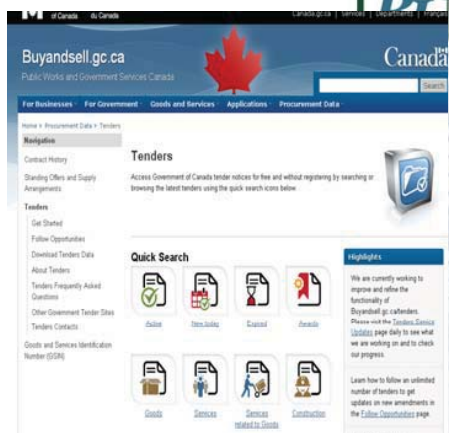 of Canada du Canada
Canada.gc.ca | Services | Departments | Français
Buyandsell.gc.ca
Public Works and Government Services Canada
Canada
Search
For Businesses For Government Goods and Services Applications Procurement Data
Home > Procurement Data > Tenders
Navigation
Contract History
Standing Offers and Supply
Arrangements
Tenders
Get Started
Follow Opportunities
Download Tenders Data
About Tenders
Tenders Frequently Asked
Questions
Other Government Tender Sites
Tenders Contacts
Goods and Services Identification
Number (GSIN)
Tenders
Access Government of Canada tender notices for free and without registering by searching or
browsing the latest tenders using the quick search icons below.
Quick Search
Active New today Expired Awards
Goods Services Services
related to Goods Construction
Highlights
We are currently working to
improve and refine the
functionality of
Buyandsell.gc.ca/tenders.
Please visit the Tenders Service
Updates page daily to see what
we are working on and to check
out progress.
Learn how to follow an unlimited
number of tenders to get
updates on new amendments in
the Follow Opportunities page.